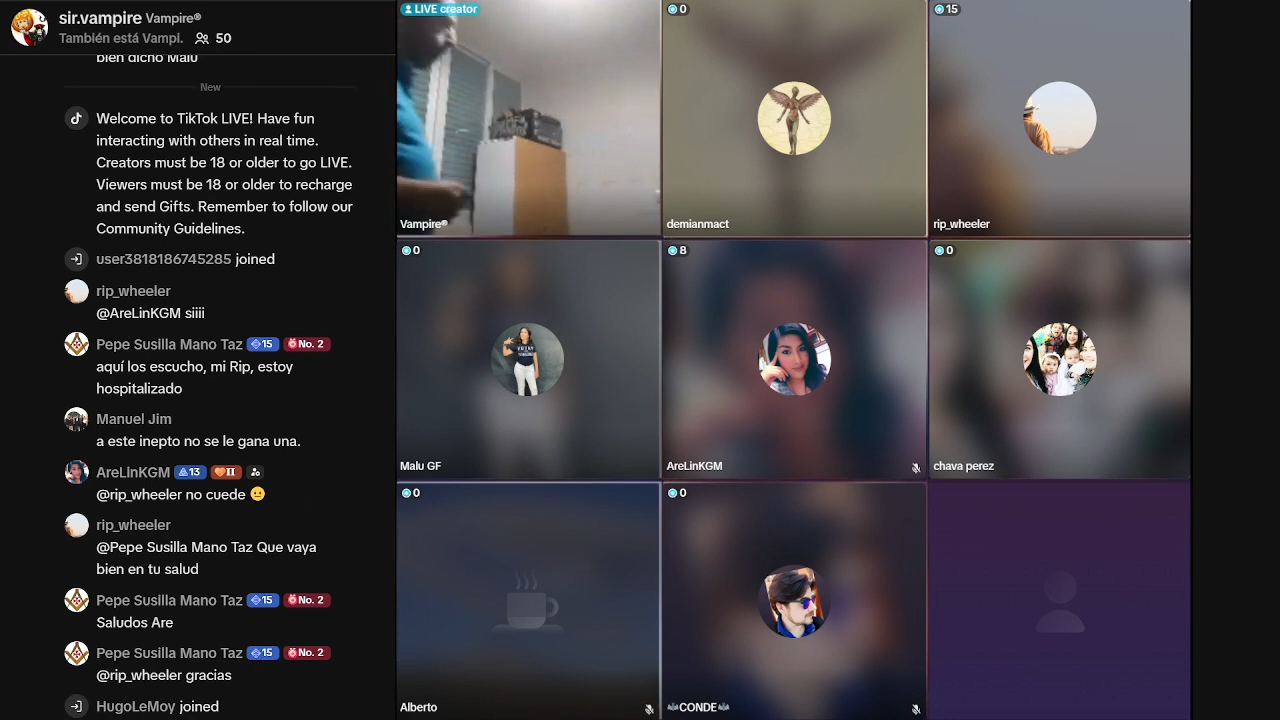 sir.vampire Vampire®
También está Vampi. 50
bien dicho Malu
New
Welcome to TikTok LIVE! Have fun
interacting with others in real time.
Creators must be 18 or older to go LIVE.
Viewers must be 18 or older to recharge
and send Gifts. Remember to follow our
Community Guidelines.
user3818186745285 joined
rip_wheeler
@AreLinKGM siiii
Pepe Susilla Mano Taz 15 No. 2
aquí los escucho, mi Rip, estoy
hospitalizado
Manuel Jim
a este inepto no se le gana una.
AreLinKGM 13 II
@rip_wheeler no cuede 😐
rip_wheeler
@Pepe Susilla Mano Taz Que vaya
bien en tu salud
Pepe Susilla Mano Taz 15 No. 2
Saludos Are
Pepe Susilla Mano Taz 15 No. 2
@rip_wheeler gracias
HugoLeMoy joined
LIVE creator
Vampire®
0
demianmact
15
rip_wheeler
0
Malu GF
8
AreLinKGM
0
chava perez
0
Alberto
0
🦇CONDE🦇